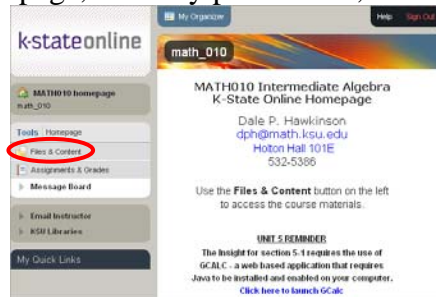 page,
k-stateonline
My Organizer
Help
Sign Out
math_010
MATH010 homepage
math_010
Tools Homepage
Files & Content
Assignments & Grades
Message Board
Email Instructor
KSU Libraries
My Quick Links
MATH010 Intermediate Algebra
K-State Online Homepage
Dale P. Hawkinson
dph@math.ksu.edu
Holton Hall 101E
532-5386
Use the Files & Content button on the left
to access the course materials.
UNIT 5 REMINDER
The Insight for section 5.1 requires the use of
GCALC - a web based application that requires
Java to be installed and enabled on your computer.
Click here to launch GCalc